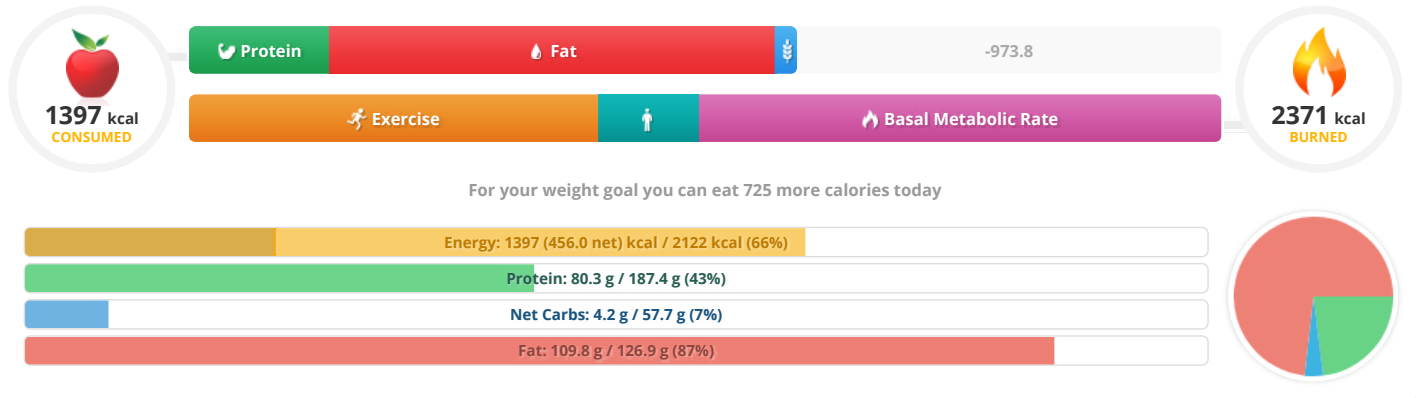 1397 kcal
CONSUMED
Protein
Fat
-973.8
Exercise
Basal Metabolic Rate
2371 kcal
BURNED
For your weight goal you can eat 725 more calories today
Energy: 1397 (456.0 net) kcal / 2122 kcal (66%)
Protein: 80.3 g / 187.4 g (43%)
Net Carbs: 4.2 g / 57.7 g (7%)
Fat: 109.8 g / 126.9 g (87%)